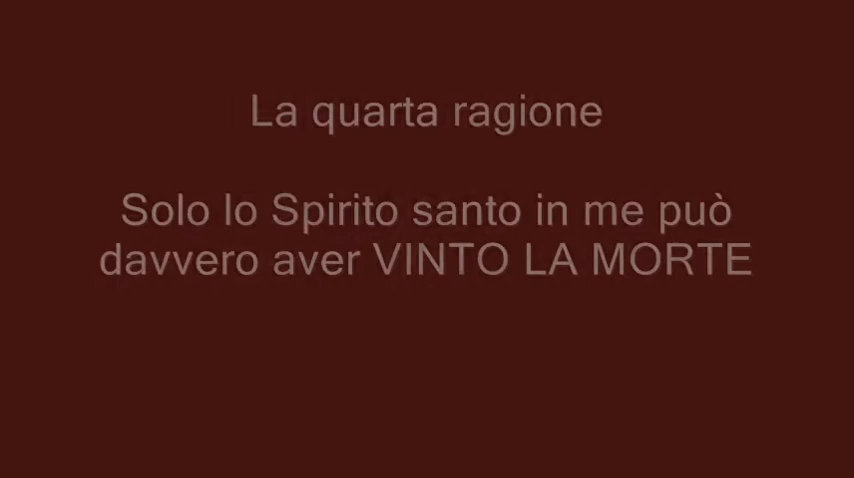 La quarta ragione
Solo lo Spirito santo in me può
davvero aver VINTO LA MORTE